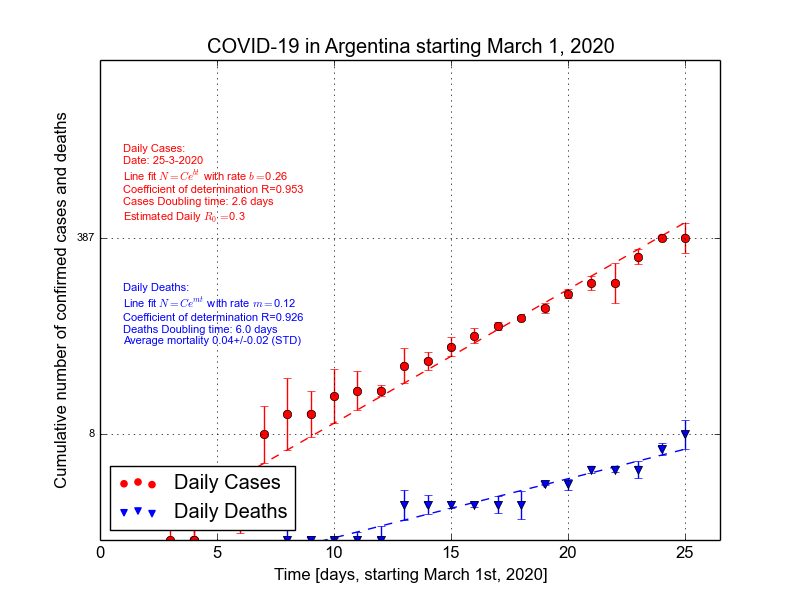 COVID-19 in Argentina starting March 1, 2020
Cumulative number of confirmed cases and deaths
Daily Cases:
Date: 25-3-2020
Line fit N=Ce^{bt} with rate b=0.26
Coefficient of determination R=0.953
Cases Doubling time: 2.6 days
Estimated Daily R_0=0.3
387
Daily Deaths:
Line fit N=Ce^{mt} with rate m=0.12
Coefficient of determination R=0.926
Deaths Doubling time: 6.0 days
Average mortality 0.04+/-0.02 (STD)
8
Daily Cases
Daily Deaths
0 5 10 15 20 25
Time [days, starting March 1st, 2020]